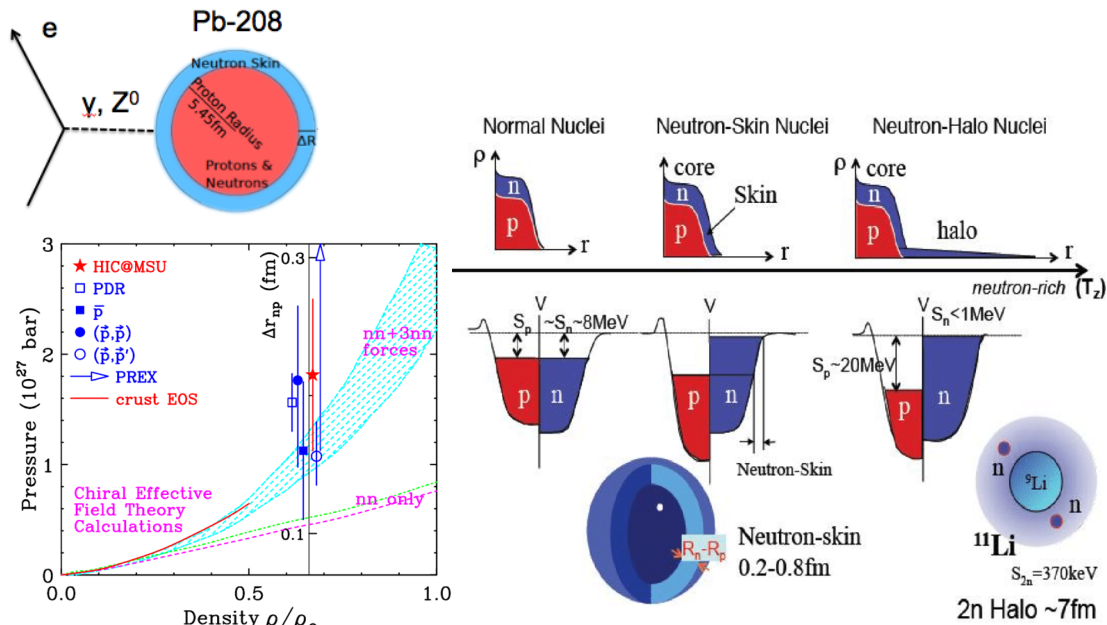 e
Pb-208
γ, Z⁰
Neutron Skin
Proton Radius
5.45fm
ΔR
Protons &
Neutrons
3
2
1
0
Pressure (10²⁷ bar)
HIC@MSU
PDR
p̄
(p⃗,p⃗)
(p⃗,p⃗′)
PREX
crust EOS
Δr_np (fm)
0.3
0.1
nn+3nn
forces
nn only
Chiral Effective
Field Theory
Calculations
0.0
0.5
1.0
Density ρ/ρ₀
Normal Nuclei
Neutron-Skin Nuclei
Neutron-Halo Nuclei
ρ
n
p
r
core
n
p
Skin
r
ρ
core
n
p
halo
r
neutron-rich (T_z)
V
S_p
~S_n~8MeV
p
n
V
p
n
Neutron-Skin
V
S_n<1MeV
S_p~20MeV
p
n
R_n-R_p
Neutron-skin
0.2-0.8fm
n
⁹Li
n
¹¹Li
S_2n=370keV
2n Halo ~7fm